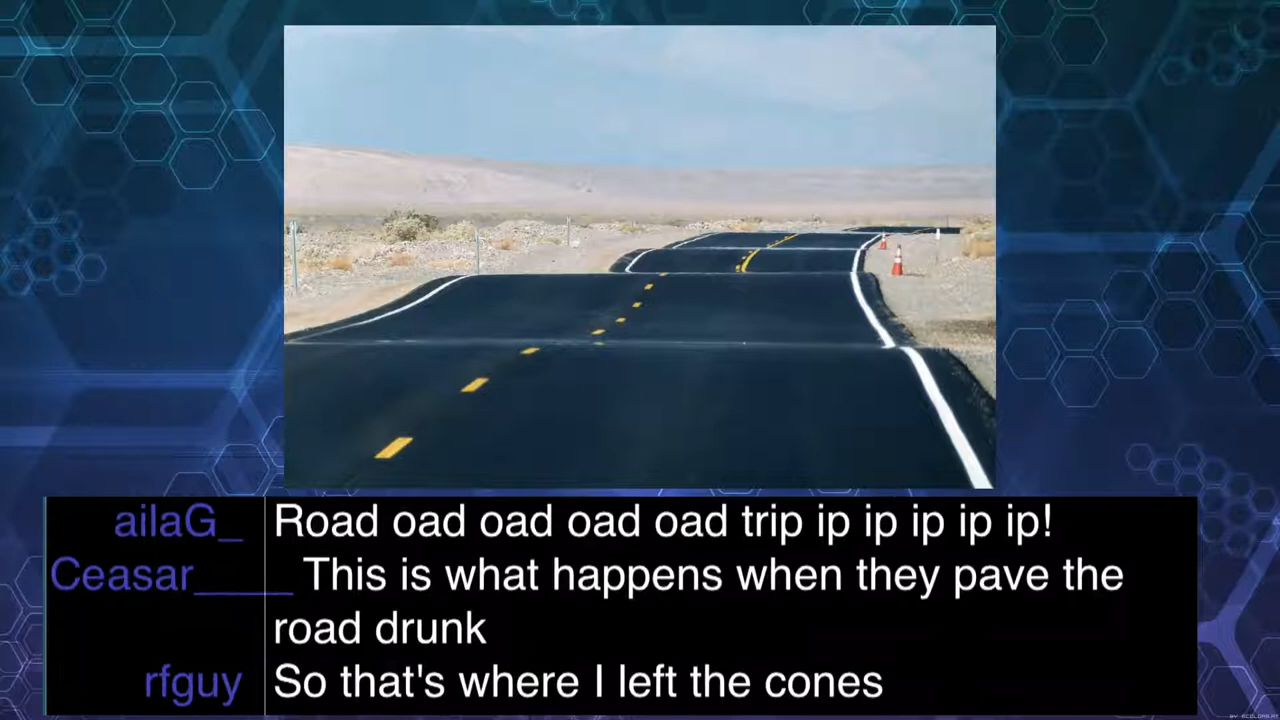 ailaG_ Road oad oad oad oad trip ip ip ip ip ip!
Ceasar_____ This is what happens when they pave the
road drunk
rfguy So that's where I left the cones